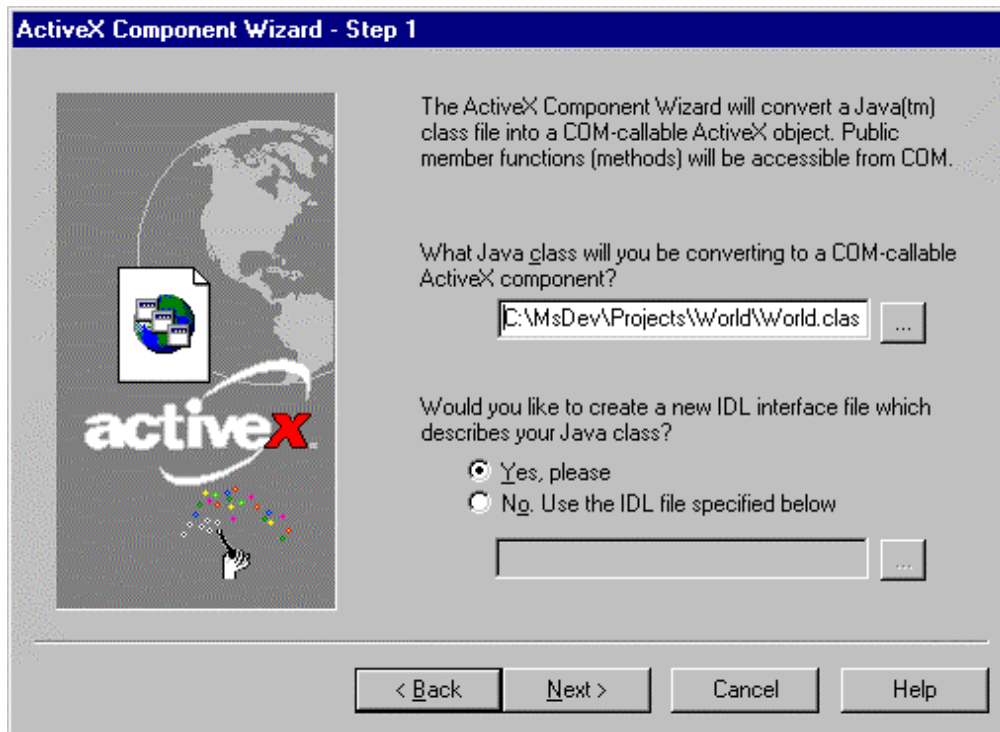 ActiveX Component Wizard - Step 1
The ActiveX Component Wizard will convert a Java(tm)
class file into a COM-callable ActiveX object. Public
member functions (methods) will be accessible from COM.
What Java class will you be converting to a COM-callable
ActiveX component?
C:\MsDev\Projects\World\World.clas
...
activex
Would you like to create a new IDL interface file which
describes your Java class?
Yes, please
No. Use the IDL file specified below
...
< Back
Next >
Cancel
Help